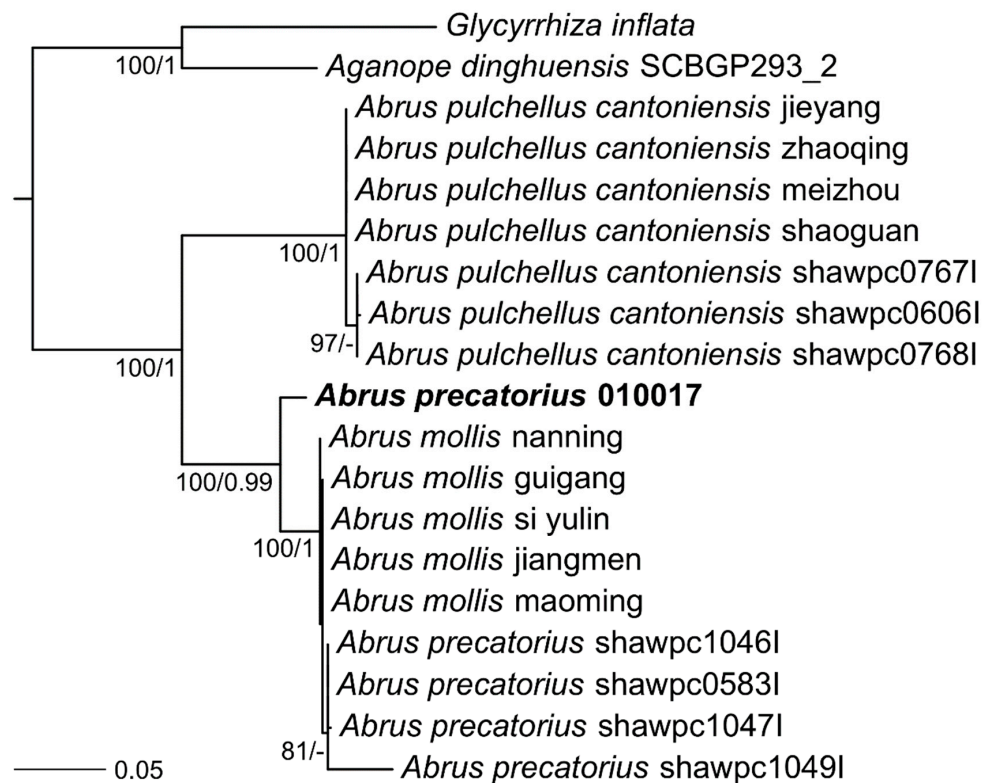 Glycyrrhiza inflata
100/1
Aganope dinghuensis SCBGP293_2
Abrus pulchellus cantoniensis jieyang
Abrus pulchellus cantoniensis zhaoqing
Abrus pulchellus cantoniensis meizhou
Abrus pulchellus cantoniensis shaoguan
100/1
Abrus pulchellus cantoniensis shawpc0767I
Abrus pulchellus cantoniensis shawpc0606I
97/-
Abrus pulchellus cantoniensis shawpc0768I
100/1
Abrus precatorius 010017
Abrus mollis nanning
Abrus mollis guigang
100/0.99
Abrus mollis si yulin
100/1
Abrus mollis jiangmen
Abrus mollis maoming
Abrus precatorius shawpc1046I
Abrus precatorius shawpc0583I
Abrus precatorius shawpc1047I
81/-
Abrus precatorius shawpc1049I
0.05